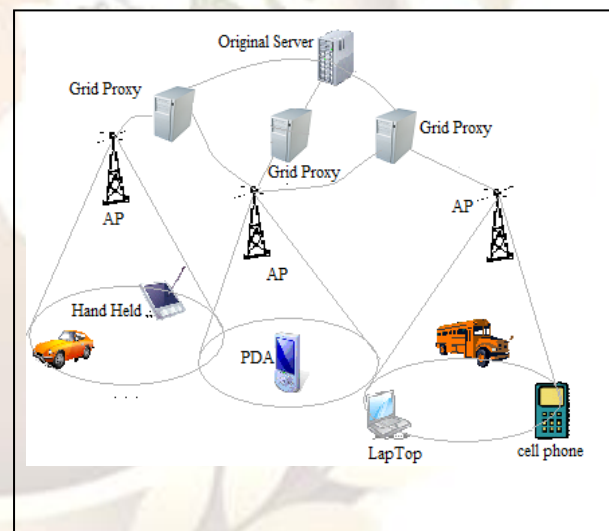 Original Server
Grid Proxy
Grid Proxy
Grid Proxy
AP
AP
AP
Hand Held
PDA
. . .
LapTop
cell phone